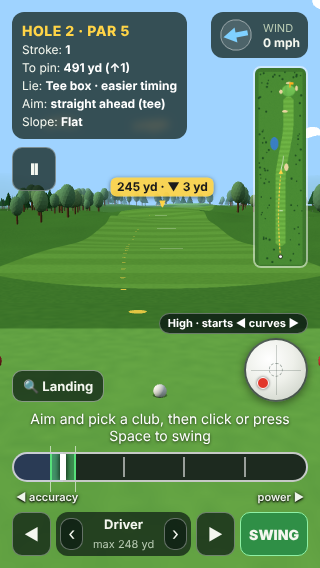 HOLE 2 · PAR 5
Stroke: 1
To pin: 491 yd (↑1)
Lie: Tee box · easier timing
Aim: straight ahead (tee)
Slope: Flat
WIND
0 mph
245 yd · ▼ 3 yd
High · starts ◀ curves ▶
🔍 Landing
Aim and pick a club, then click or press
Space to swing
◀ accuracy
power ▶
◀
‹
Driver
max 248 yd
›
▶
SWING